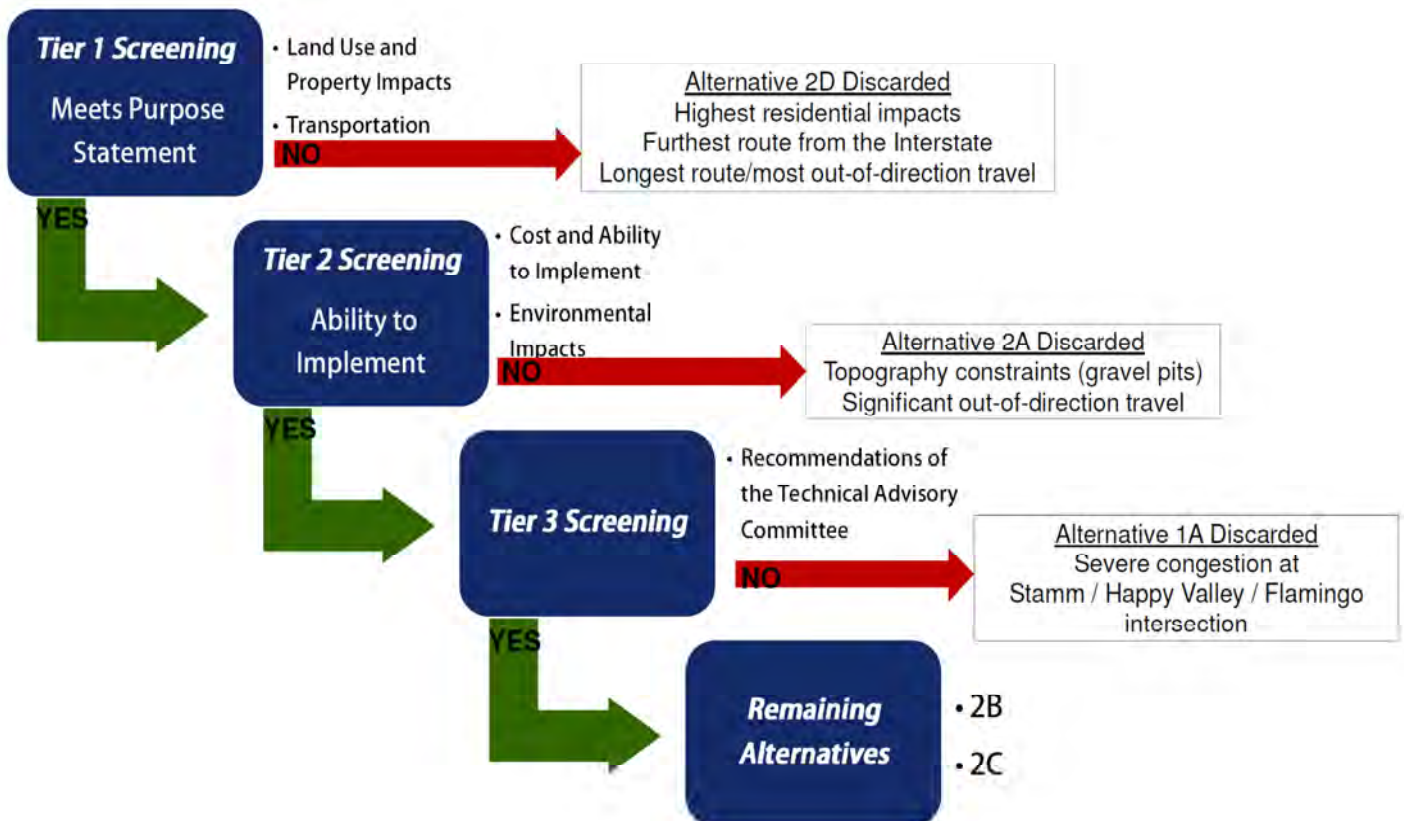 Tier 1 Screening
Meets Purpose
Statement
• Land Use and
Property Impacts
• Transportation
NO
Alternative 2D Discarded
Highest residential impacts
Furthest route from the Interstate
Longest route/most out-of-direction travel
YES
Tier 2 Screening
Ability to
Implement
• Cost and Ability
to Implement
• Environmental
Impacts
NO
Alternative 2A Discarded
Topography constraints (gravel pits)
Significant out-of-direction travel
YES
Tier 3 Screening
• Recommendations of
the Technical Advisory
Committee
NO
Alternative 1A Discarded
Severe congestion at
Stamm / Happy Valley / Flamingo
intersection
YES
Remaining
Alternatives
• 2B
• 2C